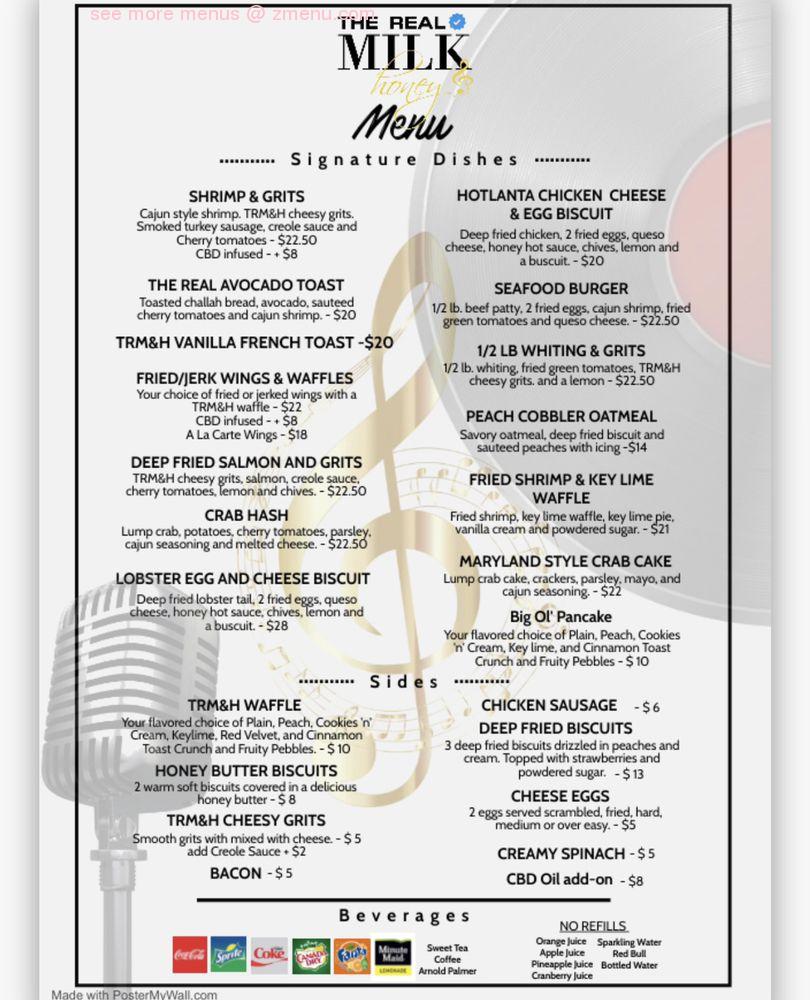 see more menus @ zmenu.com
THE REAL
MILK
honey
Menu
Signature Dishes
SHRIMP & GRITS
Cajun style shrimp. TRM&H cheesy grits.
Smoked turkey sausage, creole sauce and
Cherry tomatoes - $22.50
CBD infused - + $8
THE REAL AVOCADO TOAST
Toasted challah bread, avocado, sauteed
cherry tomatoes and cajun shrimp. - $20
TRM&H VANILLA FRENCH TOAST -$20
FRIED/JERK WINGS & WAFFLES
Your choice of fried or jerked wings with a
TRM&H waffle - $22
CBD infused - + $8
A La Carte Wings - $18
DEEP FRIED SALMON AND GRITS
TRM&H cheesy grits, salmon, creole sauce,
cherry tomatoes, lemon and chives. - $22.50
CRAB HASH
Lump crab, potatoes, cherry tomatoes, parsley,
cajun seasoning and melted cheese. - $22.50
LOBSTER EGG AND CHEESE BISCUIT
Deep fried lobster tail, 2 fried eggs, queso
cheese, honey hot sauce, chives, lemon and
a buscuit. - $28
HOTLANTA CHICKEN CHEESE
& EGG BISCUIT
Deep fried chicken, 2 fried eggs, queso
cheese, honey hot sauce, chives, lemon and
a buscuit. - $20
SEAFOOD BURGER
1/2 lb. beef patty, 2 fried eggs, cajun shrimp, fried
green tomatoes and queso cheese. - $22.50
1/2 LB WHITING & GRITS
1/2 lb. whiting, fried green tomatoes, TRM&H
cheesy grits. and a lemon - $22.50
PEACH COBBLER OATMEAL
Savory oatmeal, deep fried biscuit and
sauteed peaches with icing -$14
FRIED SHRIMP & KEY LIME
WAFFLE
Fried shrimp, key lime waffle, key lime pie,
vanilla cream and powdered sugar. - $21
MARYLAND STYLE CRAB CAKE
Lump crab cake, crackers, parsley, mayo, and
cajun seasoning. - $22
Big Ol' Pancake
Your flavored choice of Plain, Peach, Cookies
'n' Cream, Key lime, and Cinnamon Toast
Crunch and Fruity Pebbles - $ 10
Sides
TRM&H WAFFLE
Your flavored choice of Plain, Peach, Cookies 'n'
Cream, Keylime, Red Velvet, and Cinnamon
Toast Crunch and Fruity Pebbles. - $ 10
HONEY BUTTER BISCUITS
2 warm soft biscuits covered in a delicious
honey butter - $ 8
TRM&H CHEESY GRITS
Smooth grits with mixed with cheese. - $ 5
add Creole Sauce + $2
BACON - $ 5
CHICKEN SAUSAGE - $ 6
DEEP FRIED BISCUITS
3 deep fried biscuits drizzled in peaches and
cream. Topped with strawberries and
powdered sugar. - $ 13
CHEESE EGGS
2 eggs served scrambled, fried, hard,
medium or over easy. - $5
CREAMY SPINACH - $ 5
CBD Oil add-on - $8
Beverages
Coca-Cola
Sprite
Coke
CANADA DRY
Fanta
Minute Maid
LEMONADE
Sweet Tea
Coffee
Arnold Palmer
NO REFILLS
Orange Juice
Apple Juice
Pineapple Juice
Cranberry Juice
Sparkling Water
Red Bull
Bottled Water
Made with PosterMyWall.com